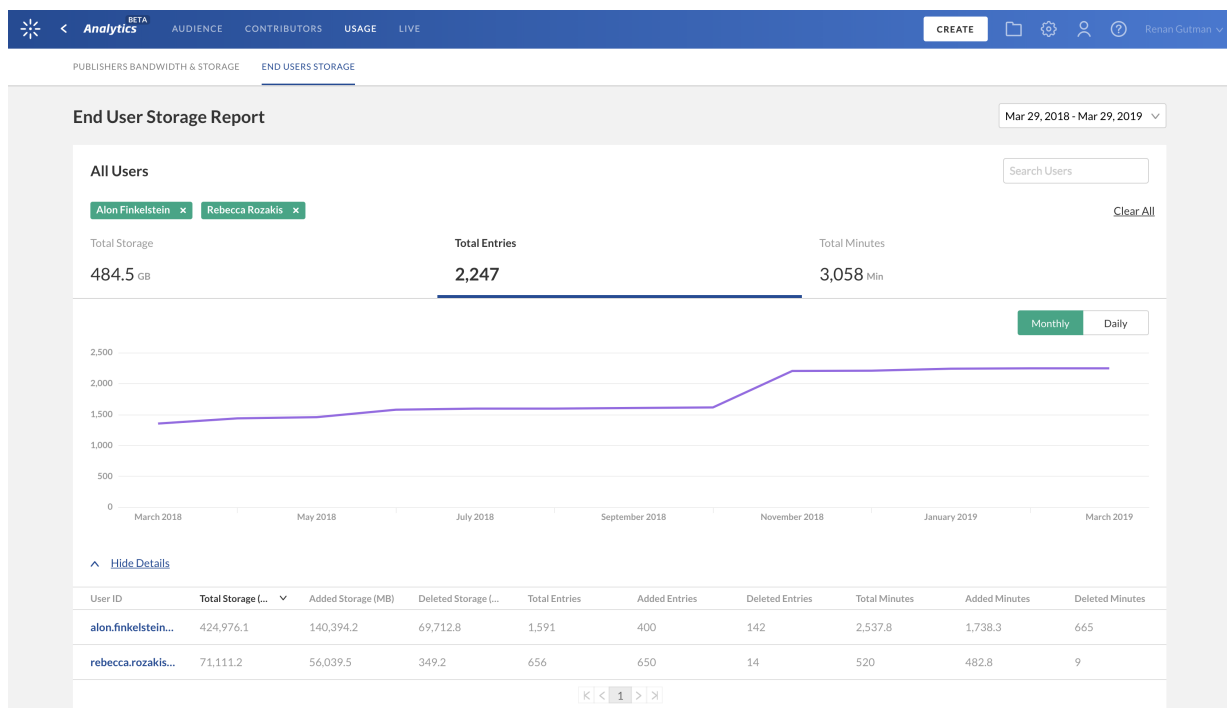 Analytics BETA AUDIENCE CONTRIBUTORS USAGE LIVE CREATE Renan Gutman
PUBLISHERS BANDWIDTH & STORAGE END USERS STORAGE
End User Storage Report Mar 29, 2018 - Mar 29, 2019
All Users Search Users
Alon Finkelstein × Rebecca Rozakis × Clear All
Total Storage Total Entries Total Minutes
484.5 GB 2,247 3,058 Min
Monthly Daily
2,500
2,000
1,500
1,000
500
0
March 2018 May 2018 July 2018 September 2018 November 2018 January 2019 March 2019
Hide Details
User ID Total Storage (... Added Storage (MB) Deleted Storage (... Total Entries Added Entries Deleted Entries Total Minutes Added Minutes Deleted Minutes
alon.finkelstein... 424,976.1 140,394.2 69,712.8 1,591 400 142 2,537.8 1,738.3 665
rebecca.rozakis... 71,111.2 56,039.5 349.2 656 650 14 520 482.8 9
1